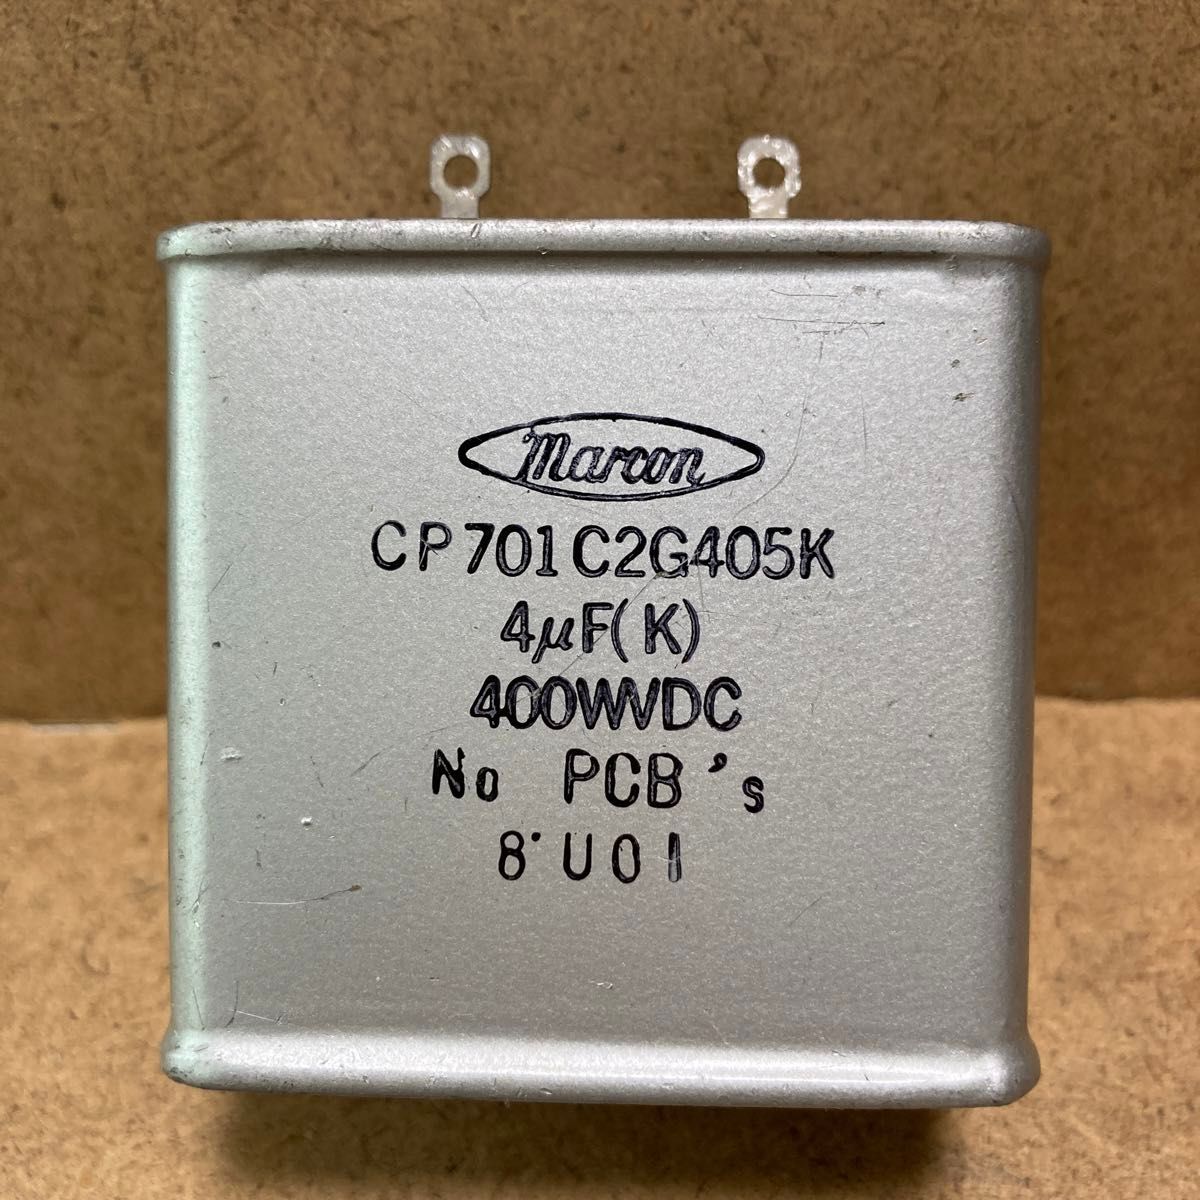 Marcon
CP701C2G405K
4μF(K)
400WVDC
No PCB's
8·U01